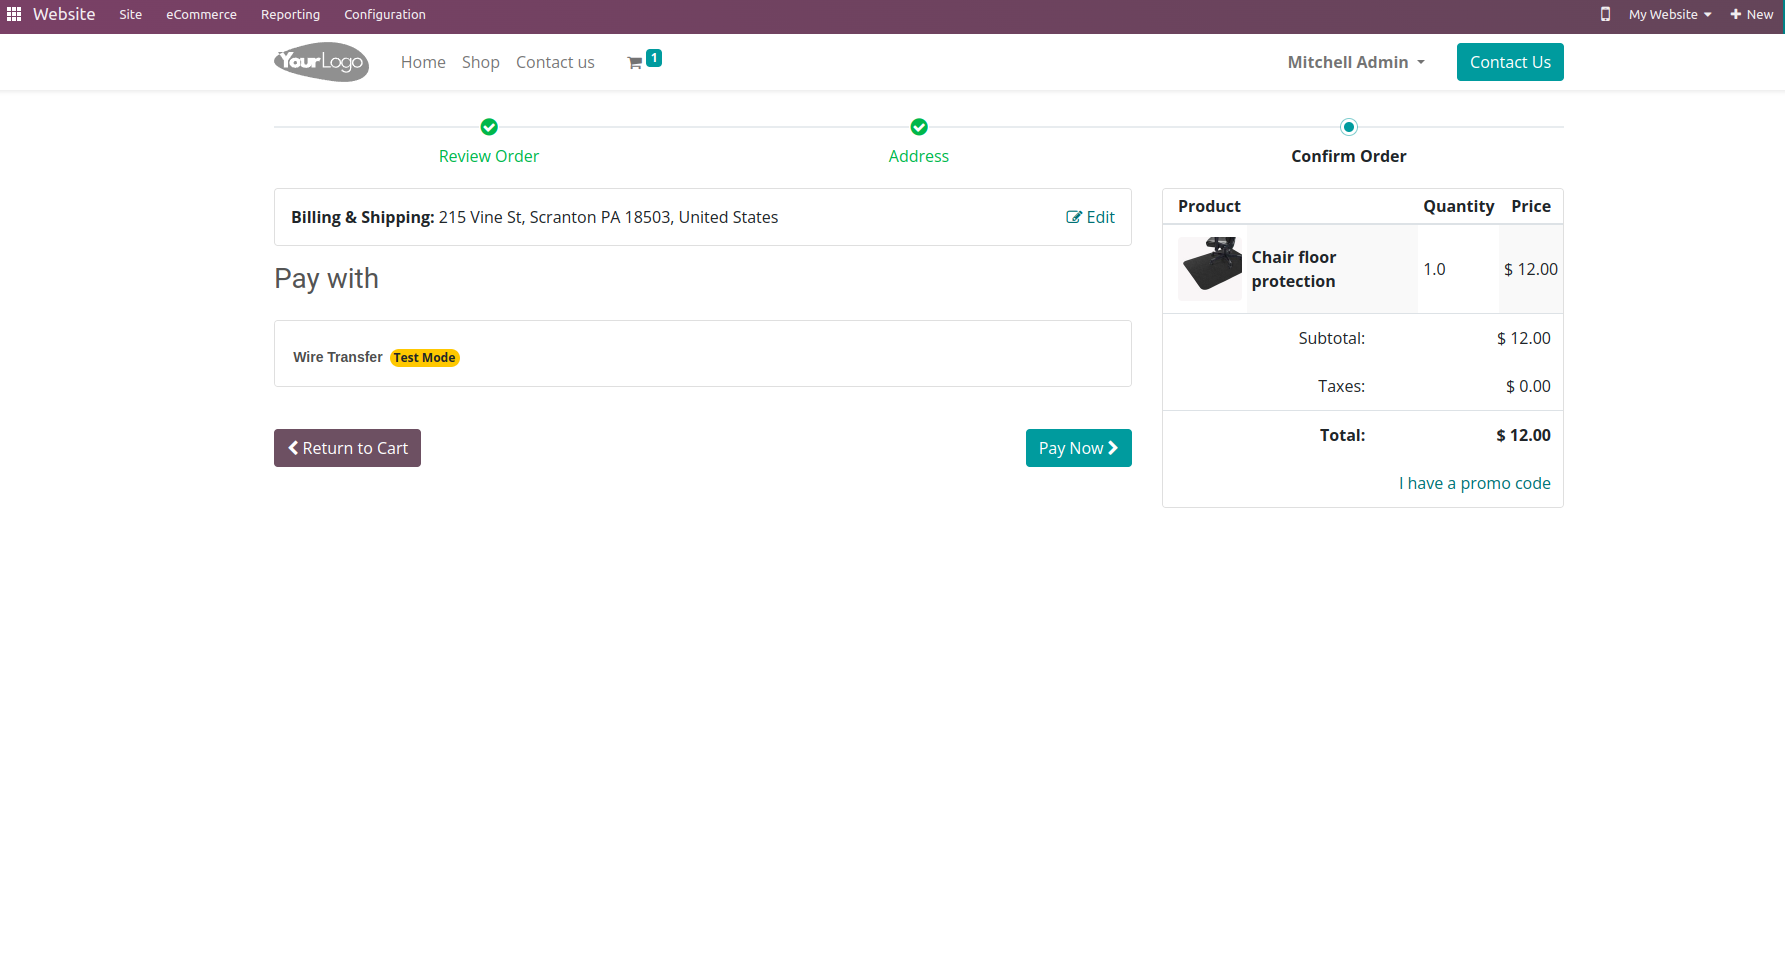 Website Site eCommerce Reporting Configuration My Website New
YourLogo Home Shop Contact us 1 Mitchell Admin Contact Us
Review Order Address Confirm Order
Billing & Shipping: 215 Vine St, Scranton PA 18503, United States Edit
Pay with
Wire Transfer Test Mode
Return to Cart Pay Now
Product Quantity Price
Chair floor
protection 1.0 $ 12.00
Subtotal: $ 12.00
Taxes: $ 0.00
Total: $ 12.00
I have a promo code